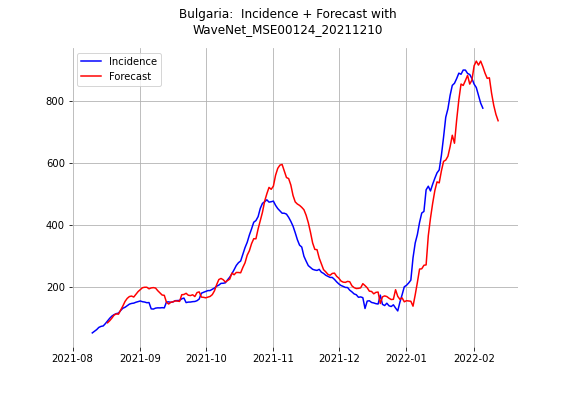 Bulgaria:  Incidence + Forecast with
WaveNet_MSE00124_20211210
Incidence
Forecast
800
600
400
200
2021-08 2021-09 2021-10 2021-11 2021-12 2022-01 2022-02